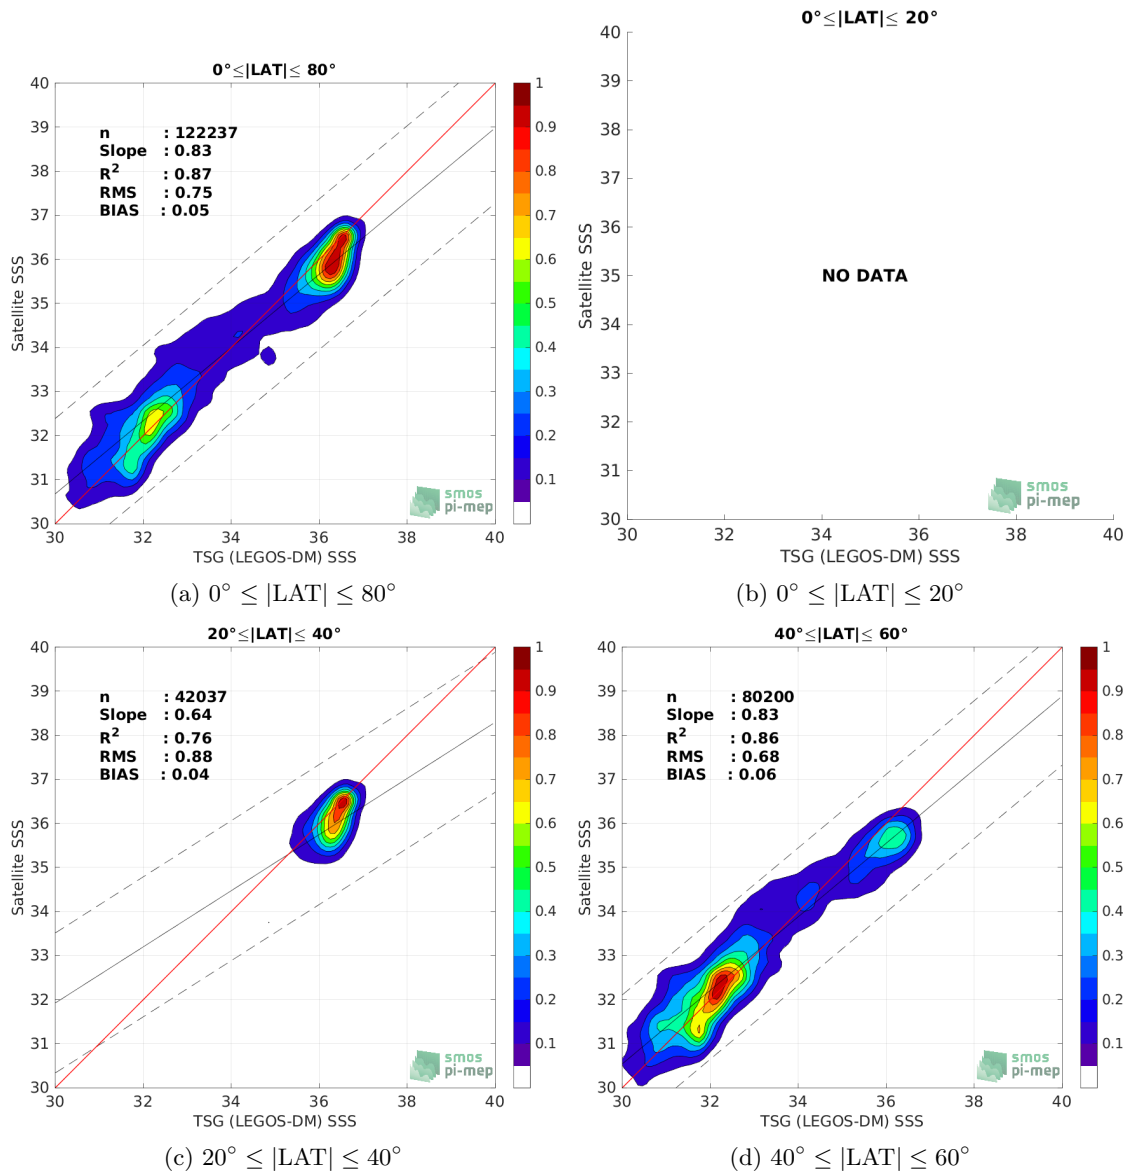 0°≤|LAT|≤ 80°
n : 122237
Slope : 0.83
R² : 0.87
RMS : 0.75
BIAS : 0.05
40
39
38
37
36
35
34
33
32
31
30
30 32 34 36 38 40
Satellite SSS
TSG (LEGOS-DM) SSS
1
0.9
0.8
0.7
0.6
0.5
0.4
0.3
0.2
0.1
smos
pi-mep
(a) 0° ≤ |LAT| ≤ 80°
0°≤|LAT|≤ 20°
40
39
38
37
36
35
34
33
32
31
30
30 32 34 36 38 40
Satellite SSS
NO DATA
TSG (LEGOS-DM) SSS
smos
pi-mep
(b) 0° ≤ |LAT| ≤ 20°
20°≤|LAT|≤ 40°
n : 42037
Slope : 0.64
R² : 0.76
RMS : 0.88
BIAS : 0.04
40
39
38
37
36
35
34
33
32
31
30
30 32 34 36 38 40
Satellite SSS
TSG (LEGOS-DM) SSS
1
0.9
0.8
0.7
0.6
0.5
0.4
0.3
0.2
0.1
smos
pi-mep
(c) 20° ≤ |LAT| ≤ 40°
40°≤|LAT|≤ 60°
n : 80200
Slope : 0.83
R² : 0.86
RMS : 0.68
BIAS : 0.06
40
39
38
37
36
35
34
33
32
31
30
30 32 34 36 38 40
Satellite SSS
TSG (LEGOS-DM) SSS
1
0.9
0.8
0.7
0.6
0.5
0.4
0.3
0.2
0.1
smos
pi-mep
(d) 40° ≤ |LAT| ≤ 60°